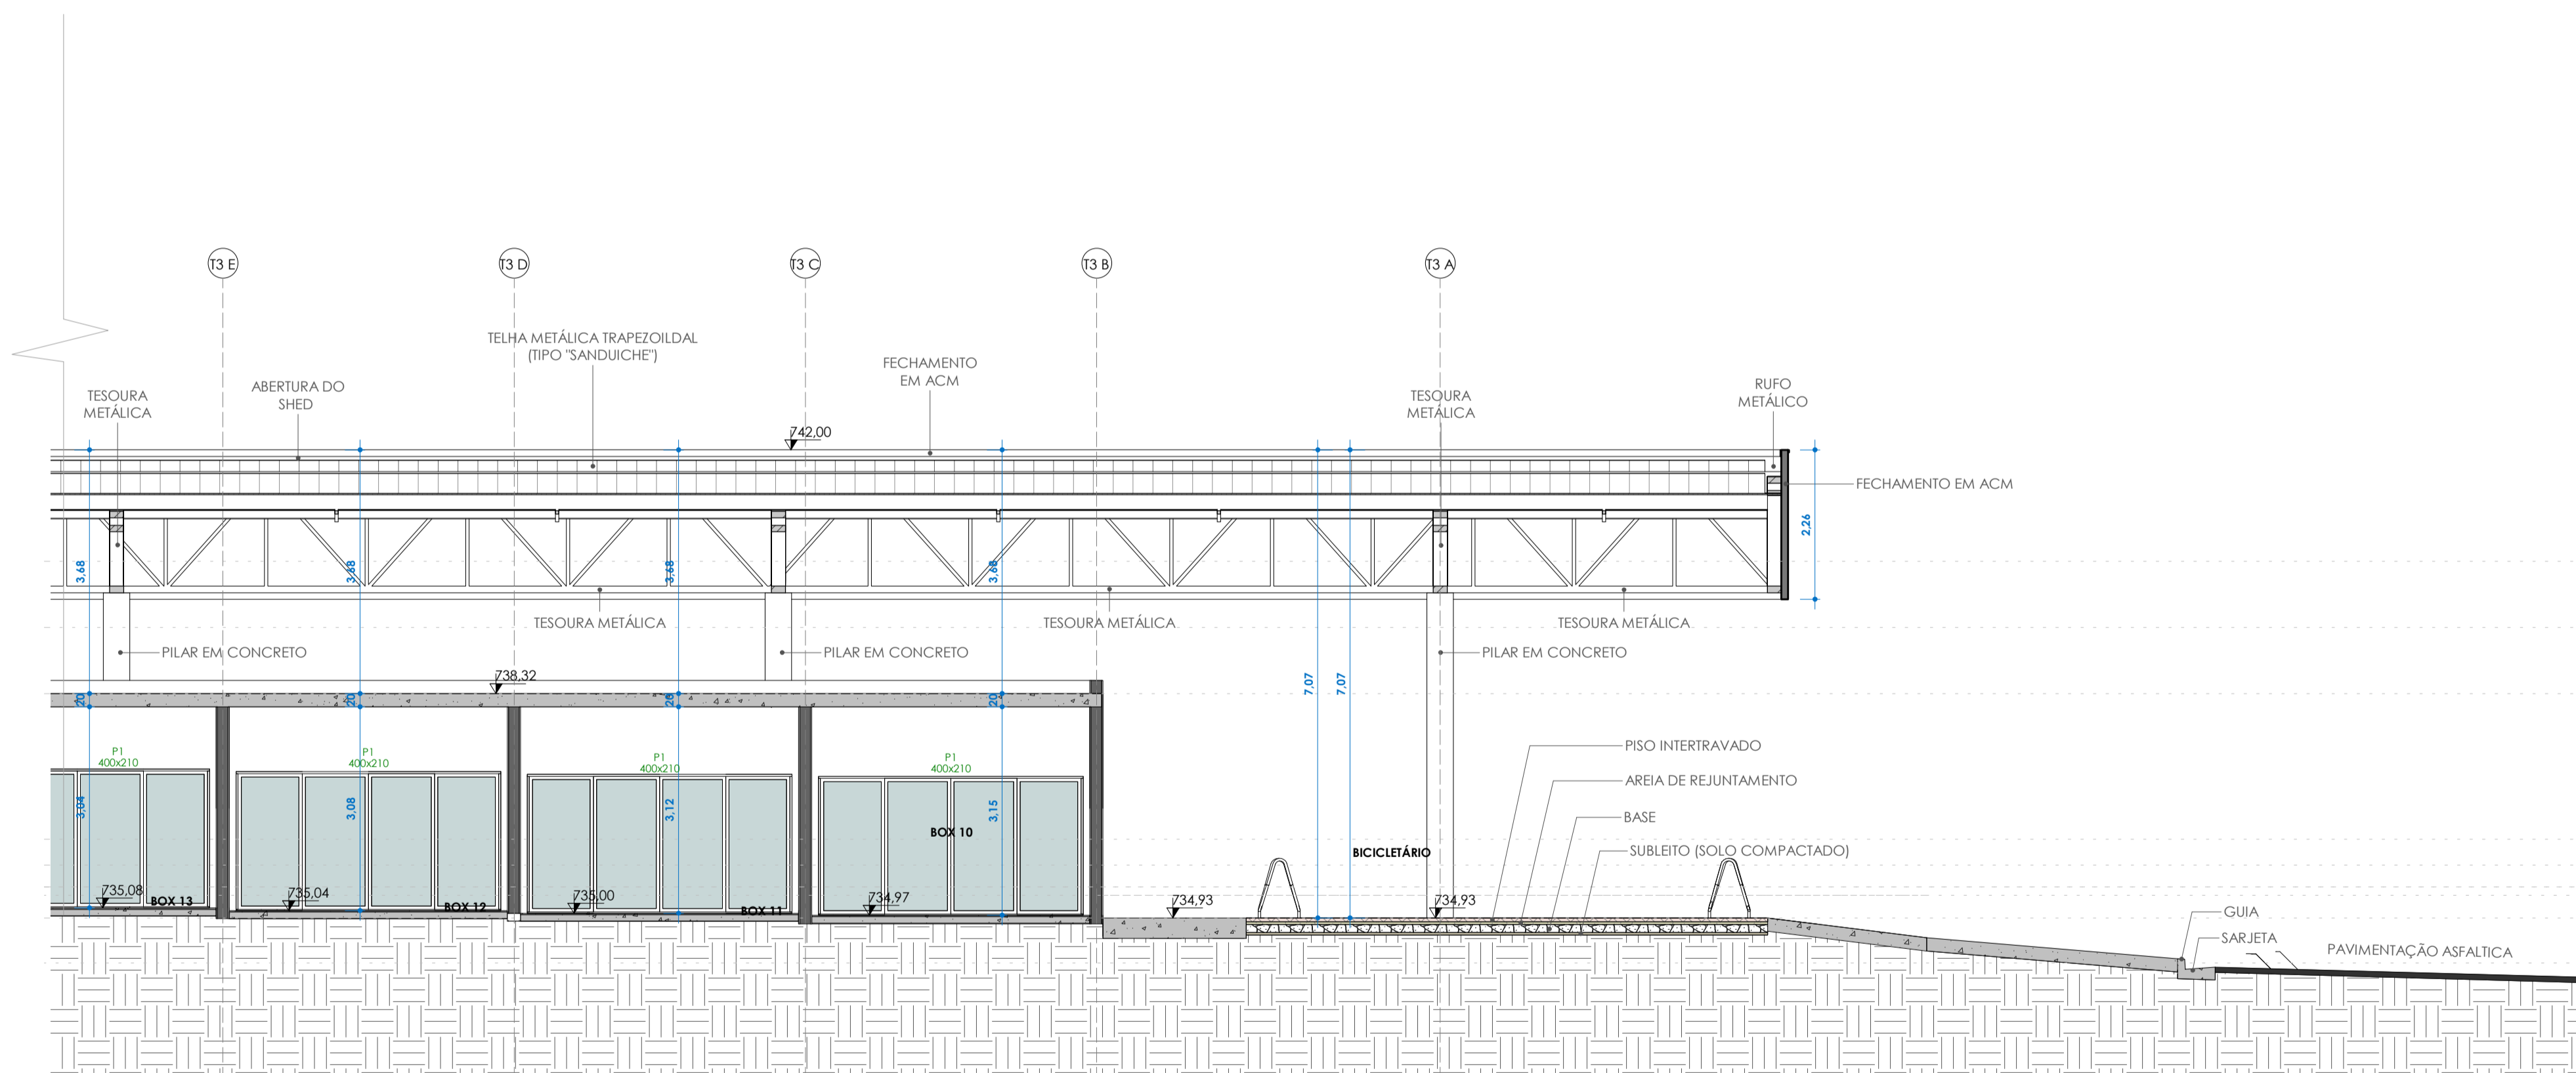 T3 E
T3 D
T3 C
T3 B
T3 A
TELHA METÁLICA TRAPEZOILDAL
(TIPO "SANDUICHE")
FECHAMENTO
EM ACM
ABERTURA DO
SHED
TESOURA
METÁLICA
TESOURA
METÁLICA
RUFO
METÁLICO
742,00
FECHAMENTO EM ACM
2,26
3,68
3,68
3,68
3,68
TESOURA METÁLICA
TESOURA METÁLICA
TESOURA METÁLICA
PILAR EM CONCRETO
PILAR EM CONCRETO
PILAR EM CONCRETO
738,32
7,07
7,07
20
20
20
20
P1
400x210
P1
400x210
P1
400x210
P1
400x210
PISO INTERTRAVADO
AREIA DE REJUNTAMENTO
BASE
SUBLEITO (SOLO COMPACTADO)
3,04
3,08
3,12
3,15
BOX 10
BICICLETÁRIO
735,08
BOX 13
735,04
BOX 12
735,00
BOX 11
734,97
734,93
734,93
GUIA
SARJETA
PAVIMENTAÇÃO ASFALTICA